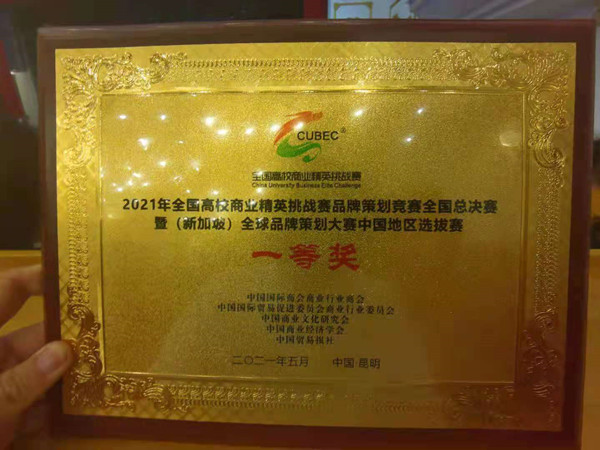 CUBEC®
全国高校商业精英挑战赛
China University Business Elite Challenge
2021年全国高校商业精英挑战赛品牌策划竞赛全国总决赛
暨（新加坡）全球品牌策划大赛中国地区选拔赛
一等奖
中国国际商会商业行业商会
中国国际贸易促进委员会商业行业委员会
中国商业文化研究会
中国商业经济学会
中国贸易报社
二〇二一年五月 中国·昆明